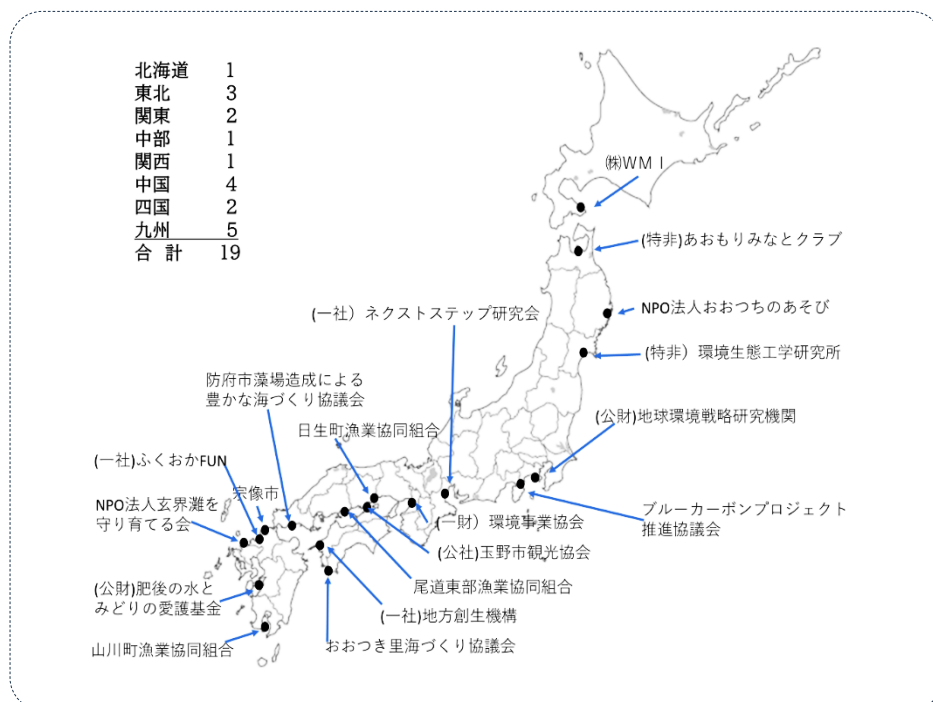 北海道 1
東北 3
関東 2
中部 1
関西 1
中国 4
四国 2
九州 5
合計 19
㈱WMI
(特非)あおもりみなとクラブ
NPO法人おおつちのあそび
(一社）ネクストステップ研究会
(特非）環境生態工学研究所
防府市藻場造成による
豊かな海づくり協議会
(公財)地球環境戦略研究機関
日生町漁業協同組合
(一社)ふくおかFUN
宗像市
NPO法人玄界灘を
守り育てる会
ブルーカーボンプロジェクト
推進協議会
(一財）環境事業協会
(公社)玉野市観光協会
尾道東部漁業協同組合
(公財)肥後の水と
みどりの愛護基金
(一社)地方創生機構
山川町漁業協同組合
おおつき里海づくり協議会